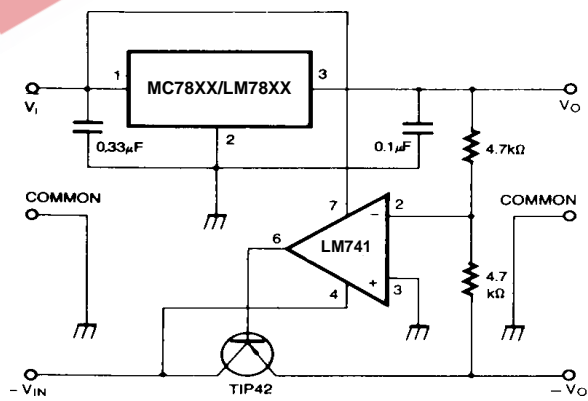 1
MC78XX/LM78XX
3
VI
2
VO
0.33μF
0.1μF
4.7kΩ
COMMON
7
2
COMMON
6
−
LM741
+
4
3
4.7
kΩ
−VIN
TIP42
−VO